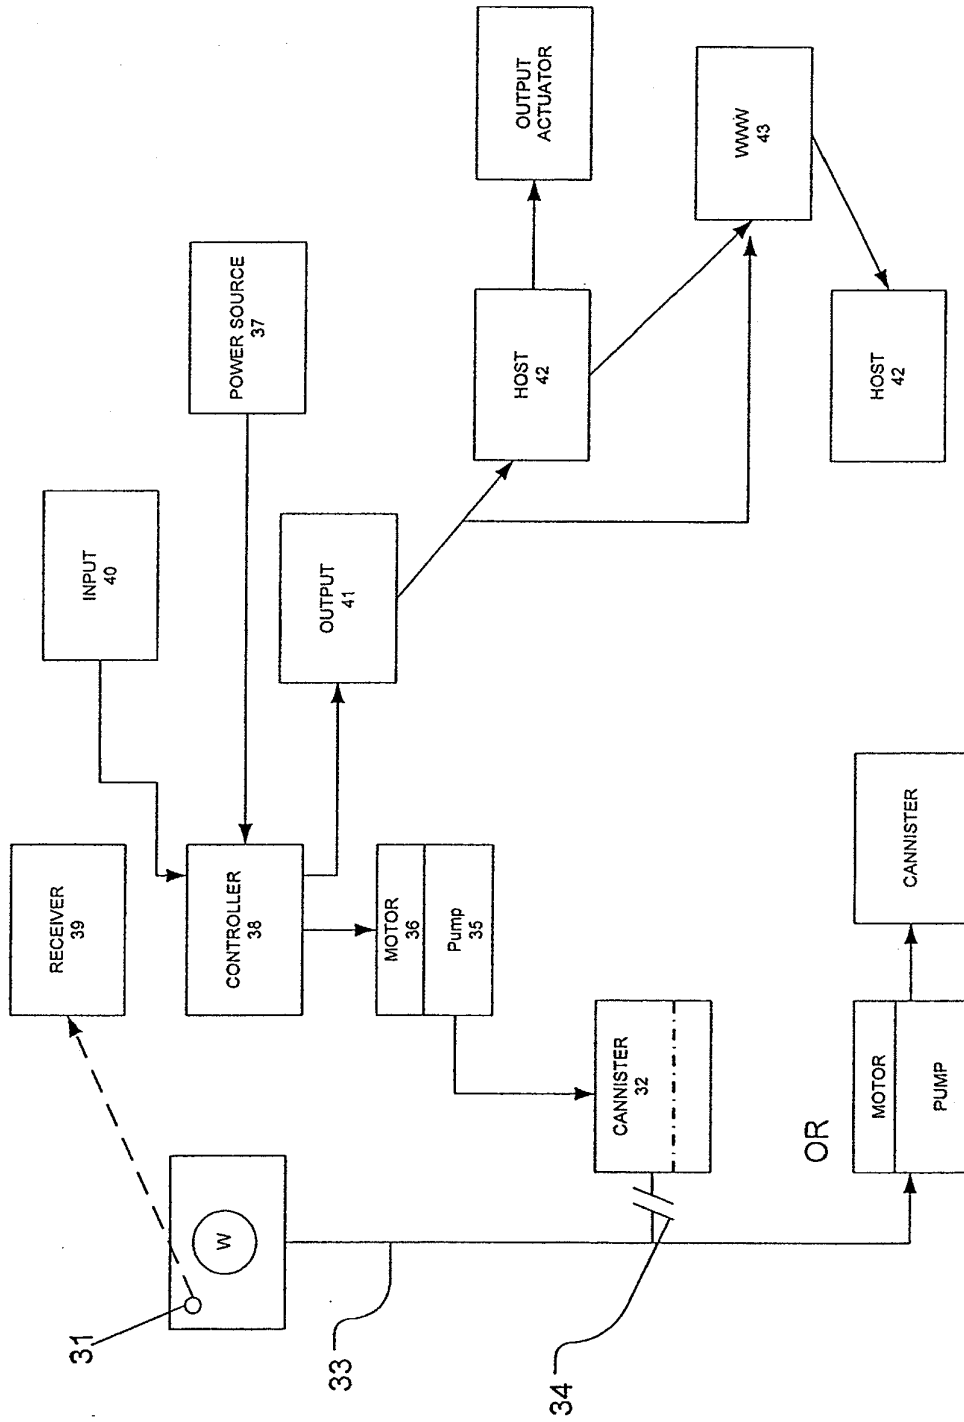 31
W
33
34
RECEIVER
39
INPUT
40
CONTROLLER
38
POWER SOURCE
37
OUTPUT
41
MOTOR
36
Pump
35
CANNISTER
32
HOST
42
OUTPUT
ACTUATOR
WWW
43
HOST
42
OR
MOTOR
PUMP
CANNISTER